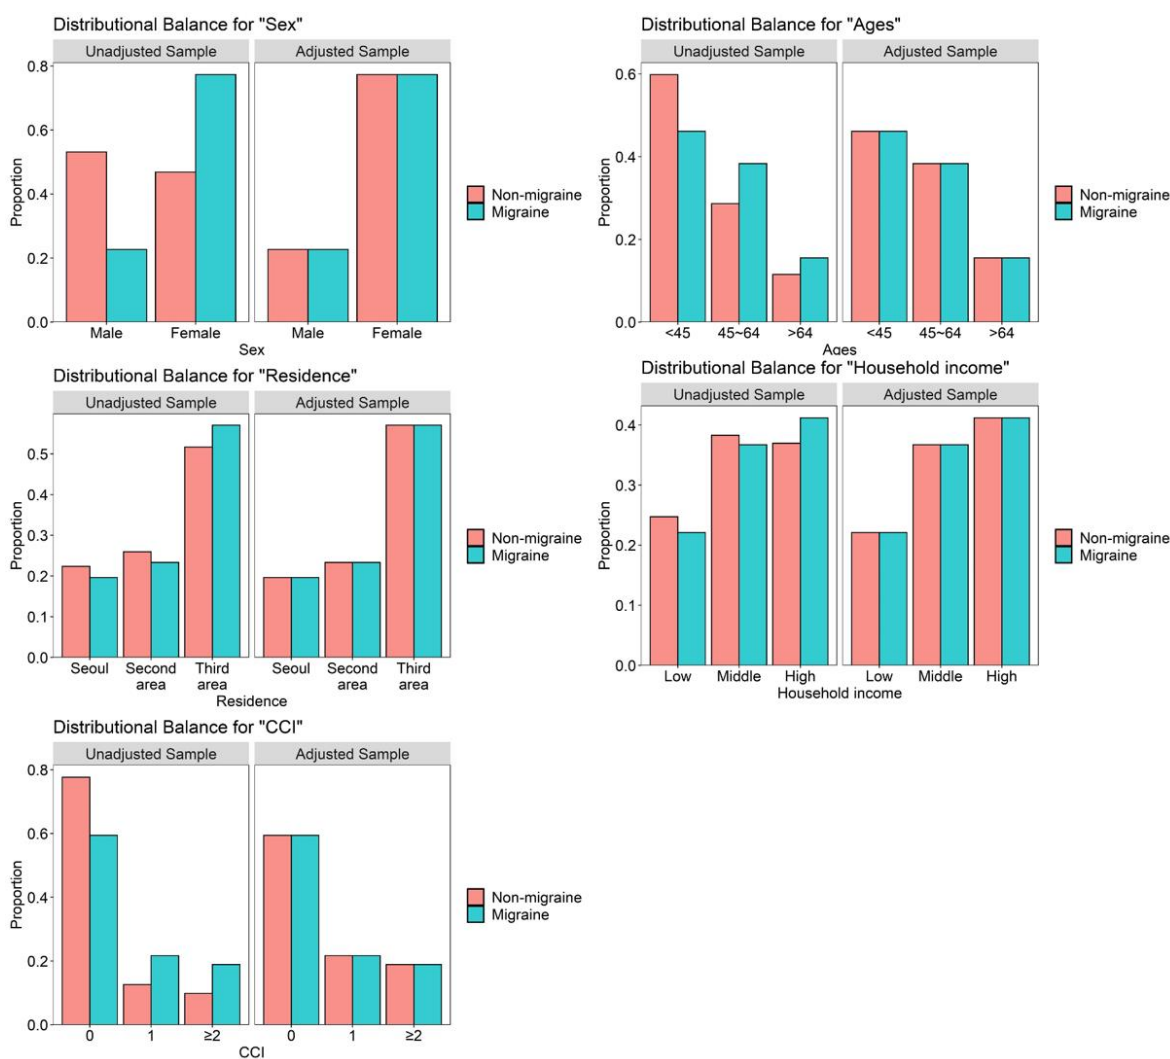 Distributional Balance for "Sex"
Unadjusted Sample Adjusted Sample
0.8
0.6
0.4
0.2
0.0
Proportion
Male Female Male Female
Sex
Non-migraine
Migraine
Distributional Balance for "Ages"
Unadjusted Sample Adjusted Sample
0.6
0.4
0.2
0.0
Proportion
<45 45~64 >64 <45 45~64 >64
Ages
Non-migraine
Migraine
Distributional Balance for "Residence"
Unadjusted Sample Adjusted Sample
0.5
0.4
0.3
0.2
0.1
0.0
Proportion
Seoul Second Third Seoul Second Third
area area area area
Residence
Non-migraine
Migraine
Distributional Balance for "Household income"
Unadjusted Sample Adjusted Sample
0.4
0.3
0.2
0.1
0.0
Proportion
Low Middle High Low Middle High
Household income
Non-migraine
Migraine
Distributional Balance for "CCI"
Unadjusted Sample Adjusted Sample
0.8
0.6
0.4
0.2
0.0
Proportion
0 1 ≥2 0 1 ≥2
CCI
Non-migraine
Migraine